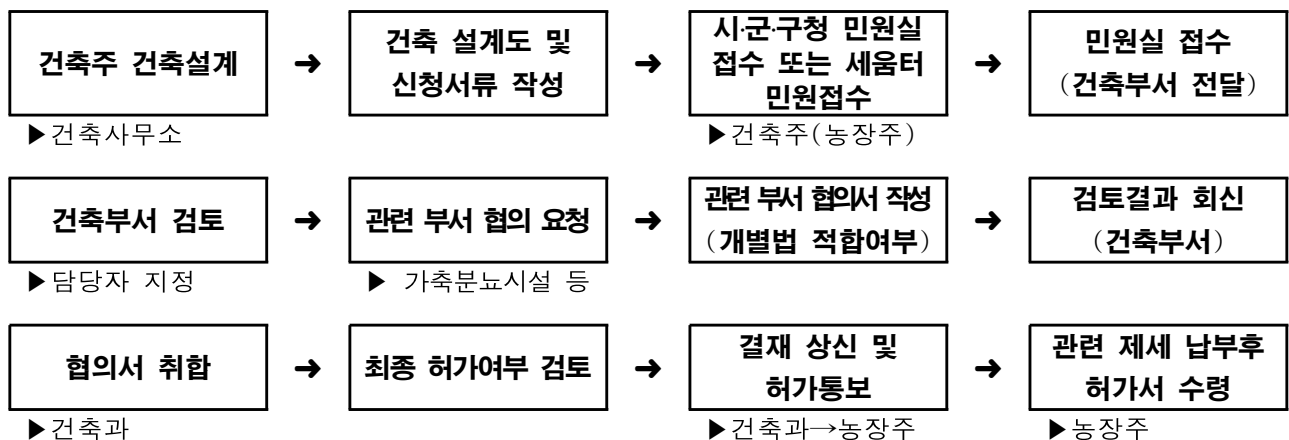 건축주 건축설계
➜
건축 설계도 및
신청서류 작성
➜
시·군·구청 민원실
접수 또는 세움터
민원접수
➜
민원실 접수
(건축부서 전달)
▶건축사무소
▶건축주(농장주)
건축부서 검토
➜
관련 부서 협의 요청
➜
관련 부서 협의서 작성
(개별법 적합여부)
➜
검토결과 회신
(건축부서)
▶담당자 지정
▶ 가축분뇨시설 등
협의서 취합
➜
최종 허가여부 검토
➜
결재 상신 및
허가통보
➜
관련 제세 납부후
허가서 수령
▶건축과
▶건축과→농장주
▶농장주